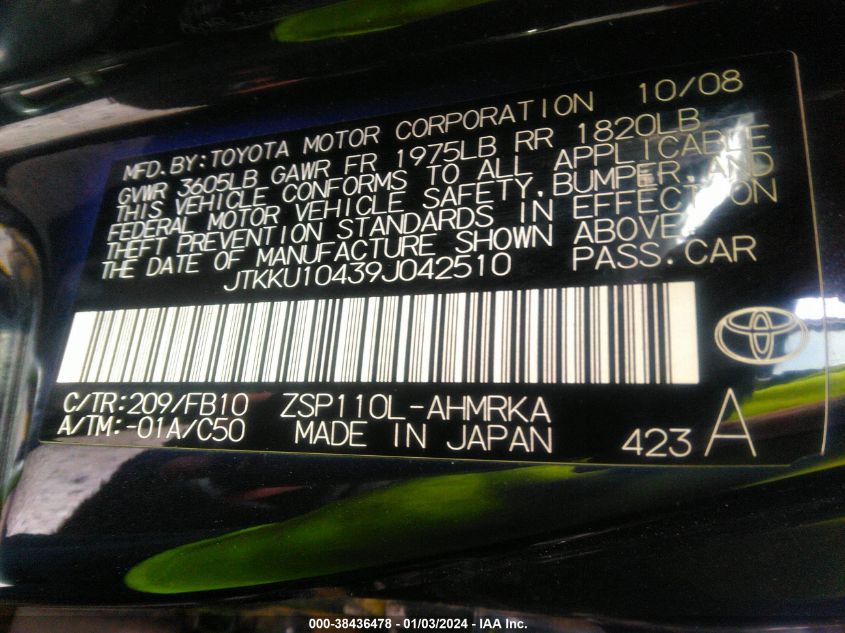 MFD.BY:TOYOTA MOTOR CORPORATION 10/08
GVWR 3605LB GAWR FR 1975LB RR 1820LB
THIS VEHICLE CONFORMS TO ALL APPLICABLE
FEDERAL MOTOR VEHICLE SAFETY, BUMPER, AND
THEFT PREVENTION STANDARDS IN EFFECT ON
THE DATE OF MANUFACTURE SHOWN ABOVE.
JTKKU10439J042510 PASS.CAR
C/TR:209/FB10 ZSP110L-AHMRKA
A/TM:-01A/C50 MADE IN JAPAN 423 A
000-38436478 - 01/03/2024 - IAA Inc.